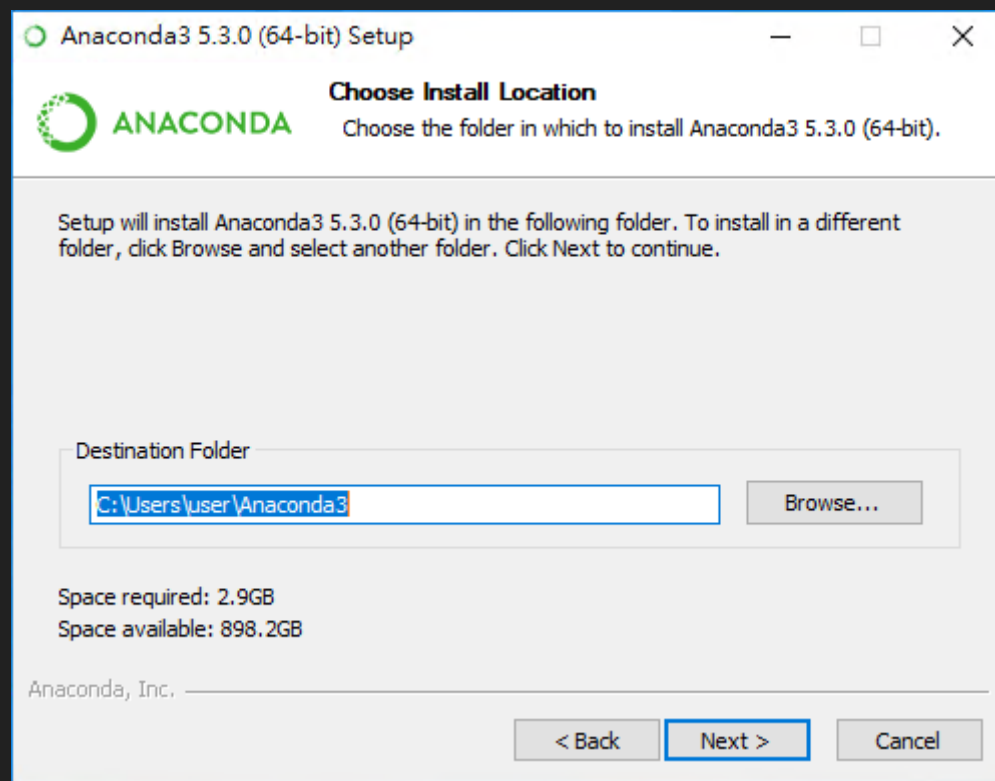 Anaconda3 5.3.0 (64-bit) Setup
Choose Install Location
ANACONDA
Choose the folder in which to install Anaconda3 5.3.0 (64-bit).
Setup will install Anaconda3 5.3.0 (64-bit) in the following folder. To install in a different
folder, click Browse and select another folder. Click Next to continue.
Destination Folder
C:\Users\user\Anaconda3
Browse...
Space required: 2.9GB
Space available: 898.2GB
Anaconda, Inc.
< Back
Next >
Cancel